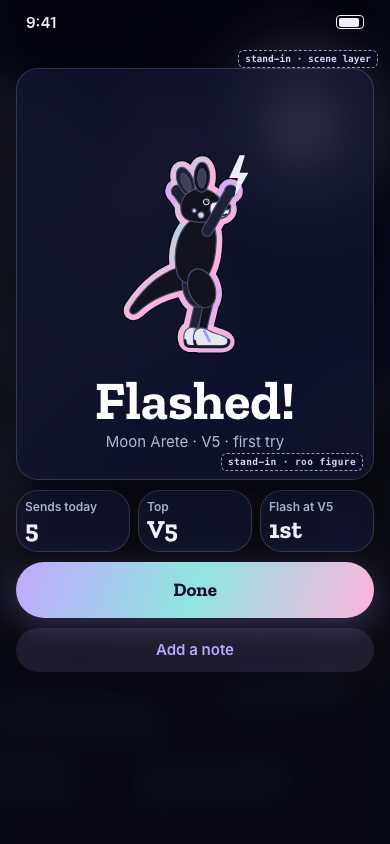 9:41
stand-in · scene layer
Flashed!
Moon Arete · V5 · first try
stand-in · roo figure
Sends today
5
Top
V5
Flash at V5
1st
Done
Add a note